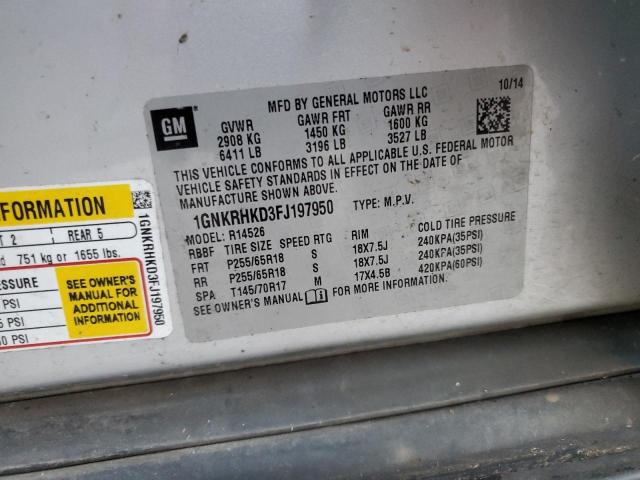 10/14
MFD BY GENERAL MOTORS LLC
GM
GVWR GAWR FRT GAWR RR
2908 KG 1450 KG 1600 KG
6411 LB 3196 LB 3527 LB
THIS VEHICLE CONFORMS TO ALL APPLICABLE U.S. FEDERAL MOTOR
VEHICLE SAFETY STANDARDS IN EFFECT ON THE DATE OF
MANUFACTURE SHOWN ABOVE.
1GNKRHKD3FJ197950 TYPE: M.P.V.
MODEL: R14526
RBBF TIRE SIZE SPEED RTG RIM COLD TIRE PRESSURE
FRT P255/65R18 S 18X7.5J 240KPA(35PSI)
RR P255/65R18 S 18X7.5J 240KPA(35PSI)
SPA T145/70R17 M 17X4.5B 420KPA(60PSI)
SEE OWNER'S MANUAL FOR MORE INFORMATION.
FORMATION
T 2 REAR 5
751 kg or 1655 lbs.
SSURE
PSI
PSI
0 PSI
SEE OWNER'S
MANUAL FOR
ADDITIONAL
INFORMATION
1GNKRHKD3FJ197950